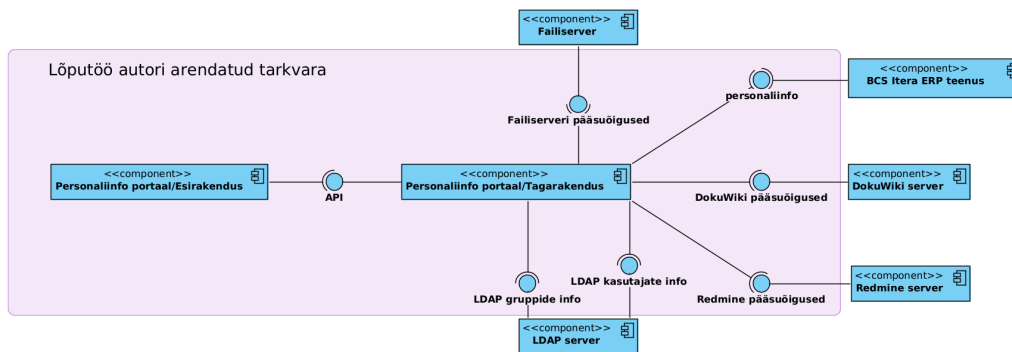 <<component>>
Failiserver
Lõputöö autori arendatud tarkvara
<<component>>
BCS Itera ERP teenus
personaliinfo
Failiserveri pääsuõigused
<<component>>
Personaliinfo portaal/Esirakendus
API
<<component>>
Personaliinfo portaal/Tagarakendus
DokuWiki pääsuõigused
<<component>>
DokuWiki server
LDAP gruppide info
LDAP kasutajate info
Redmine pääsuõigused
<<component>>
Redmine server
<<component>>
LDAP server